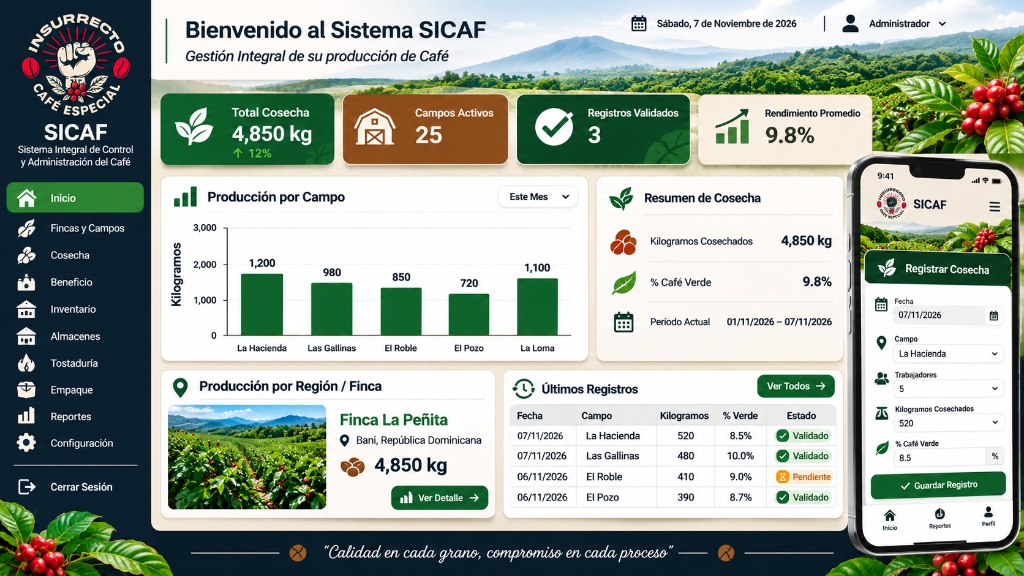 INSURRECTO
CAFÉ ESPECIAL
SICAF
Sistema Integral de Control
y Administración del Café
Inicio
Fincas y Campos
Cosecha
Beneficio
Inventario
Almacenes
Tostaduría
Empaque
Reportes
Configuración
Cerrar Sesión
Bienvenido al Sistema SICAF
Gestión Integral de su producción de Café
Sábado, 7 de Noviembre de 2026
Administrador
Total Cosecha
4,850 kg
↑ 12%
Campos Activos
25
Registros Validados
3
Rendimiento Promedio
9.8%
Producción por Campo
Este Mes
Kilogramos
3,000
2,000
1,000
0
1,200
980
850
720
1,100
La Hacienda
Las Gallinas
El Roble
El Pozo
La Loma
Resumen de Cosecha
Kilogramos Cosechados 4,850 kg
% Café Verde 9.8%
Período Actual 01/11/2026 – 07/11/2026
Producción por Región / Finca
Finca La Peñita
Bani, República Dominicana
4,850 kg
Ver Detalle →
Últimos Registros
Ver Todos →
Fecha Campo Kilogramos % Verde Estado
07/11/2026 La Hacienda 520 8.5% Validado
07/11/2026 Las Gallinas 480 10.0% Validado
06/11/2026 El Roble 410 9.0% Pendiente
06/11/2026 El Pozo 390 8.7% Validado
9:41
SICAF
Registrar Cosecha
Fecha
07/11/2026
Campo
La Hacienda
Trabajadores
5
Kilogramos Cosechados
520
% Café Verde
8.5 %
Guardar Registro
Inicio
Reportes
Perfil
“Calidad en cada grano, compromiso en cada proceso”